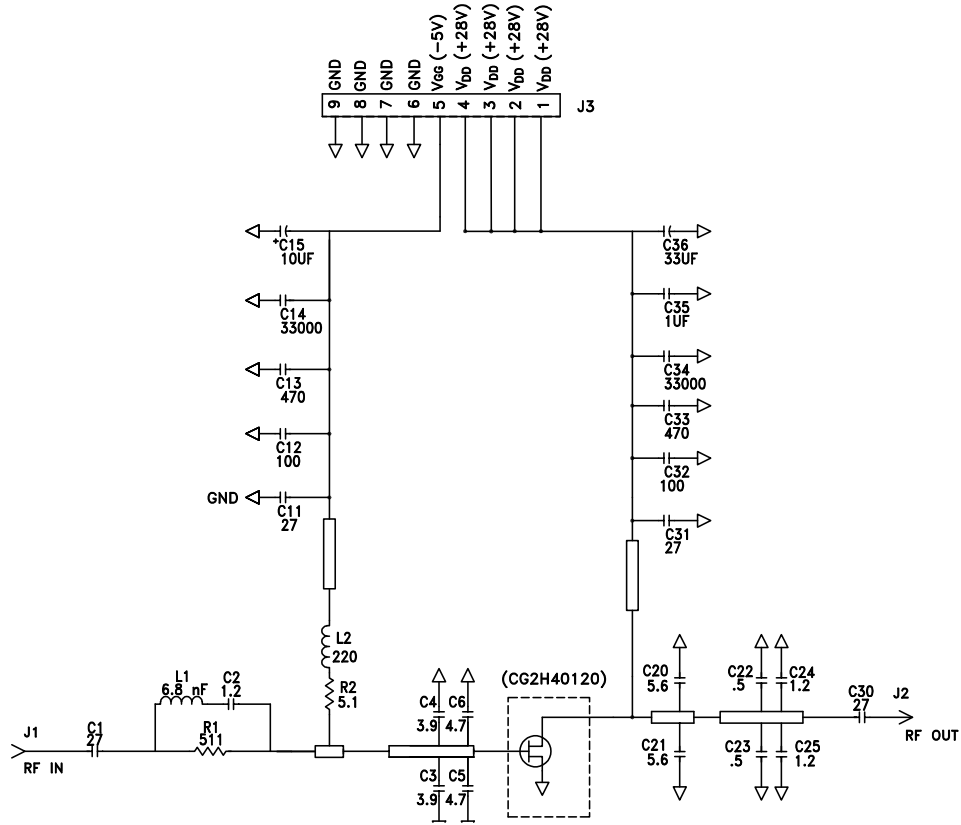 GND
GND
GND
GND
VGG (-5V)
VDD (+28V)
VDD (+28V)
VDD (+28V)
VDD (+28V)
9
8
7
6
5
4
3
2
1
J3
+C15
10UF
C36
33UF
C14
33000
C35
1UF
C13
470
C34
33000
C33
470
C12
100
C32
100
GND
C11
27
C31
27
L2
220
R2
5.1
(CG2H40120)
L1
6.8 nF
C2
1.2
C4
3.9
C6
4.7
C20
5.6
C22
.5
C24
1.2
C30
27
J2
RF OUT
J1
RF IN
C1
27
R1
511
C3
3.9
C5
4.7
C21
5.6
C23
.5
C25
1.2